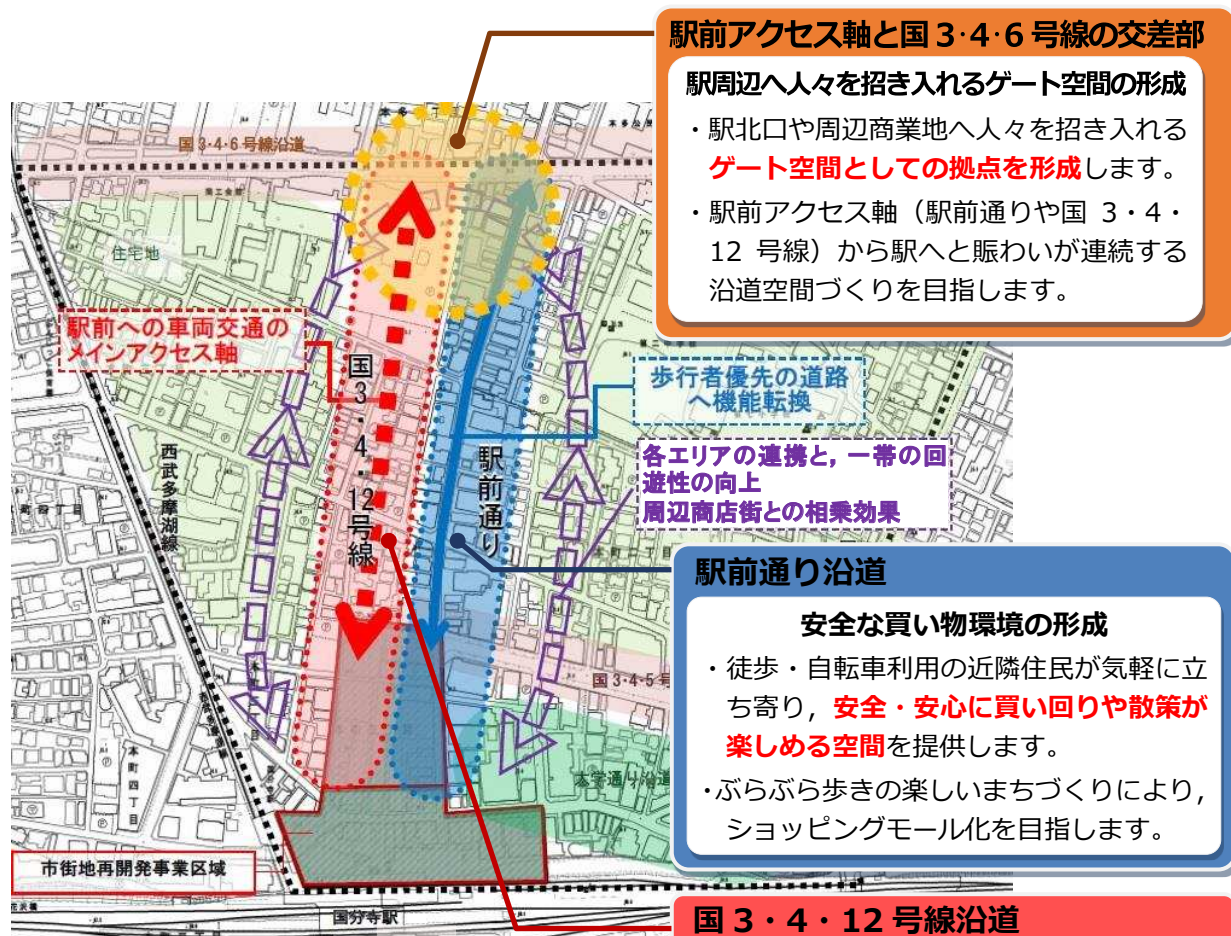 駅前アクセス軸と国 3･4･6 号線の交差部
駅周辺へ人々を招き入れるゲート空間の形成
・駅北口や周辺商業地へ人々を招き入れる
ゲート空間としての拠点を形成します。
・駅前アクセス軸（駅前通りや国 3・4・
12 号線）から駅へと賑わいが連続する
沿道空間づくりを目指します。
国 3･4･6 号線沿道
商工会館
住宅地
駅前への車両交通の
メインアクセス軸
国3・4・12号線
駅前通り
歩行者優先の道路
へ機能転換
各エリアの連携と，一帯の回
遊性の向上
周辺商店街との相乗効果
西武多摩湖線
本町二丁目
国 3･4･5 号
大学通り沿道
本町四丁目
市街地再開発事業区域
国分寺駅
駅前通り沿道
安全な買い物環境の形成
・徒歩・自転車利用の近隣住民が気軽に立
ち寄り，安全・安心に買い回りや散策が
楽しめる空間を提供します。
・ぶらぶら歩きの楽しいまちづくりにより，
ショッピングモール化を目指します。
国 3・4・12 号線沿道